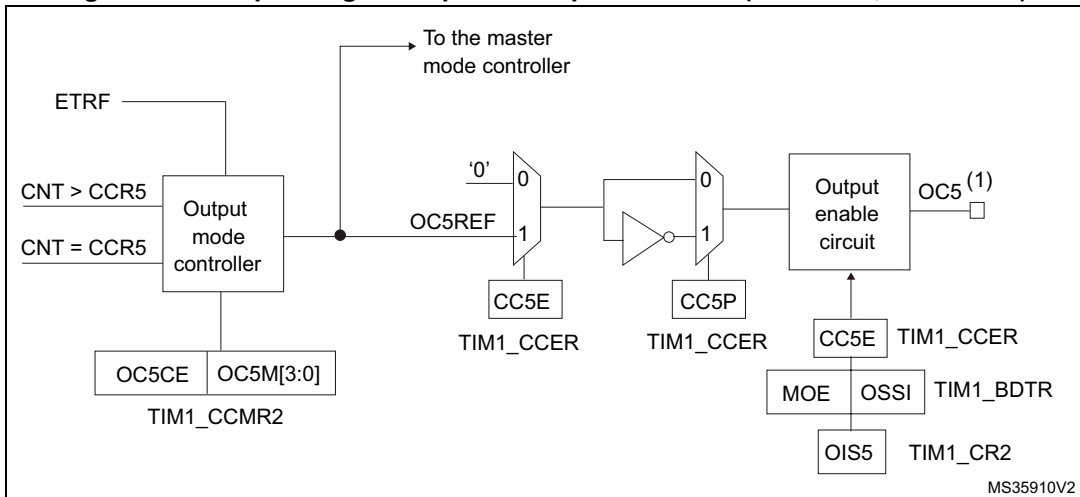 To the master
mode controller
ETRF
'0'
0
0
CNT > CCR5
Output
mode
controller
OC5REF
1
1
Output
enable
circuit
OC5 (1)
CNT = CCR5
CC5E
CC5P
TIM1_CCER
TIM1_CCER
CC5E
TIM1_CCER
OC5CE
OC5M[3:0]
MOE
OSSI
TIM1_BDTR
TIM1_CCMR2
OIS5
TIM1_CR2
MS35910V2